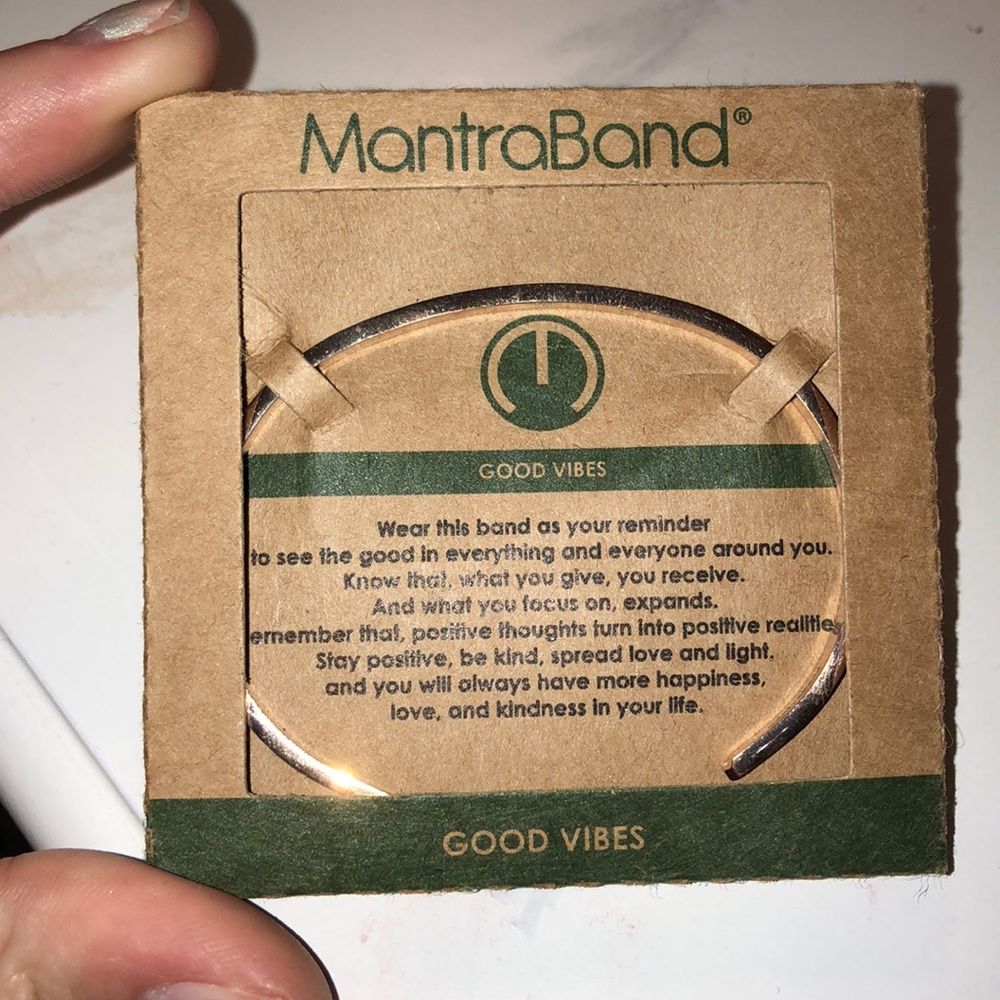 MantraBand®
GOOD VIBES
Wear this band as your reminder
to see the good in everything and everyone around you.
Know that, what you give, you receive.
And what you focus on, expands.
ernember that, positive thoughts turn into positive realitie
Stay positive, be kind, spread love and light,
and you will always have more happiness,
love, and kindness in your life.
GOOD VIBES